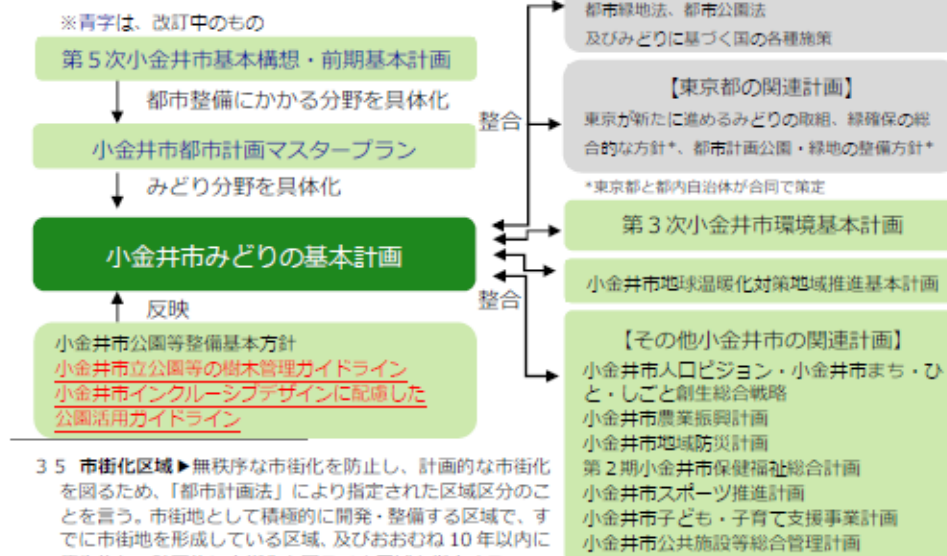 ※青字は、改訂中のもの
第５次小金井市基本構想・前期基本計画
都市整備にかかる分野を具体化
小金井市都市計画マスタープラン
みどり分野を具体化
小金井市みどりの基本計画
反映
小金井市公園等整備基本方針
小金井市立公園等の樹木管理ガイドライン
小金井市インクルーシブデザインに配慮した
公園活用ガイドライン
整合
整合
都市緑地法、都市公園法
及びみどりに基づく国の各種施策
【東京都の関連計画】
東京が新たに進めるみどりの取組、緑確保の総
合的な方針*、都市計画公園・緑地の整備方針*
*東京都と都内自治体が合同で策定
第３次小金井市環境基本計画
小金井市地球温暖化対策地域推進基本計画
【その他小金井市の関連計画】
小金井市人口ビジョン・小金井市まち・ひ
と・しごと創生総合戦略
小金井市農業振興計画
小金井市地域防災計画
第２期小金井市保健福祉総合計画
小金井市スポーツ推進計画
小金井市子ども・子育て支援事業計画
小金井市公共施設等総合管理計画
３５ 市街化区域▶無秩序な市街化を防止し、計画的な市街化
を図るため、「都市計画法」により指定された区域区分のこ
とを言う。市街地として積極的に開発・整備する区域で、す
でに市街地を形成している区域、及びおおむね 10 年以内に